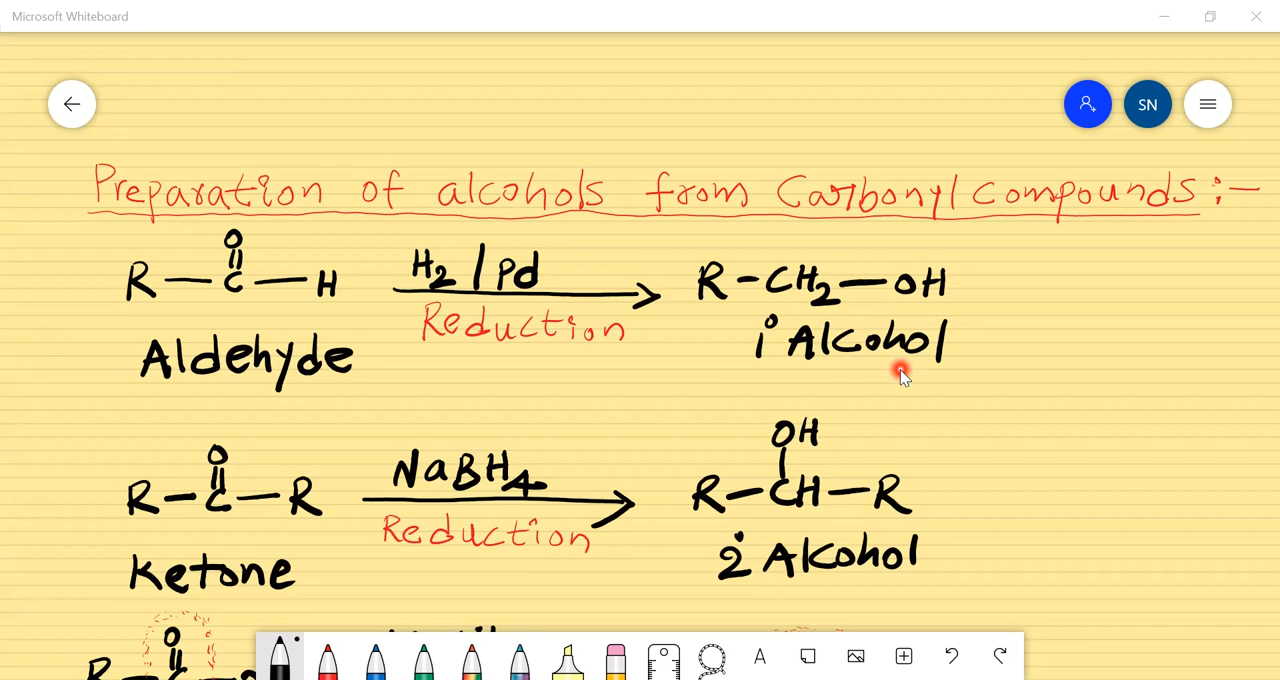 Microsoft Whiteboard
SN
Preparation of alcohols from Carbonyl Compounds:-
O
R — C — H H2 / Pd R - CH2 — OH
Reduction
Aldehyde 1° Alcohol
OH
O
R - C - R NaBH4 R - CH - R
Reduction
Ketone 2° Alkohol
O
R - C
A